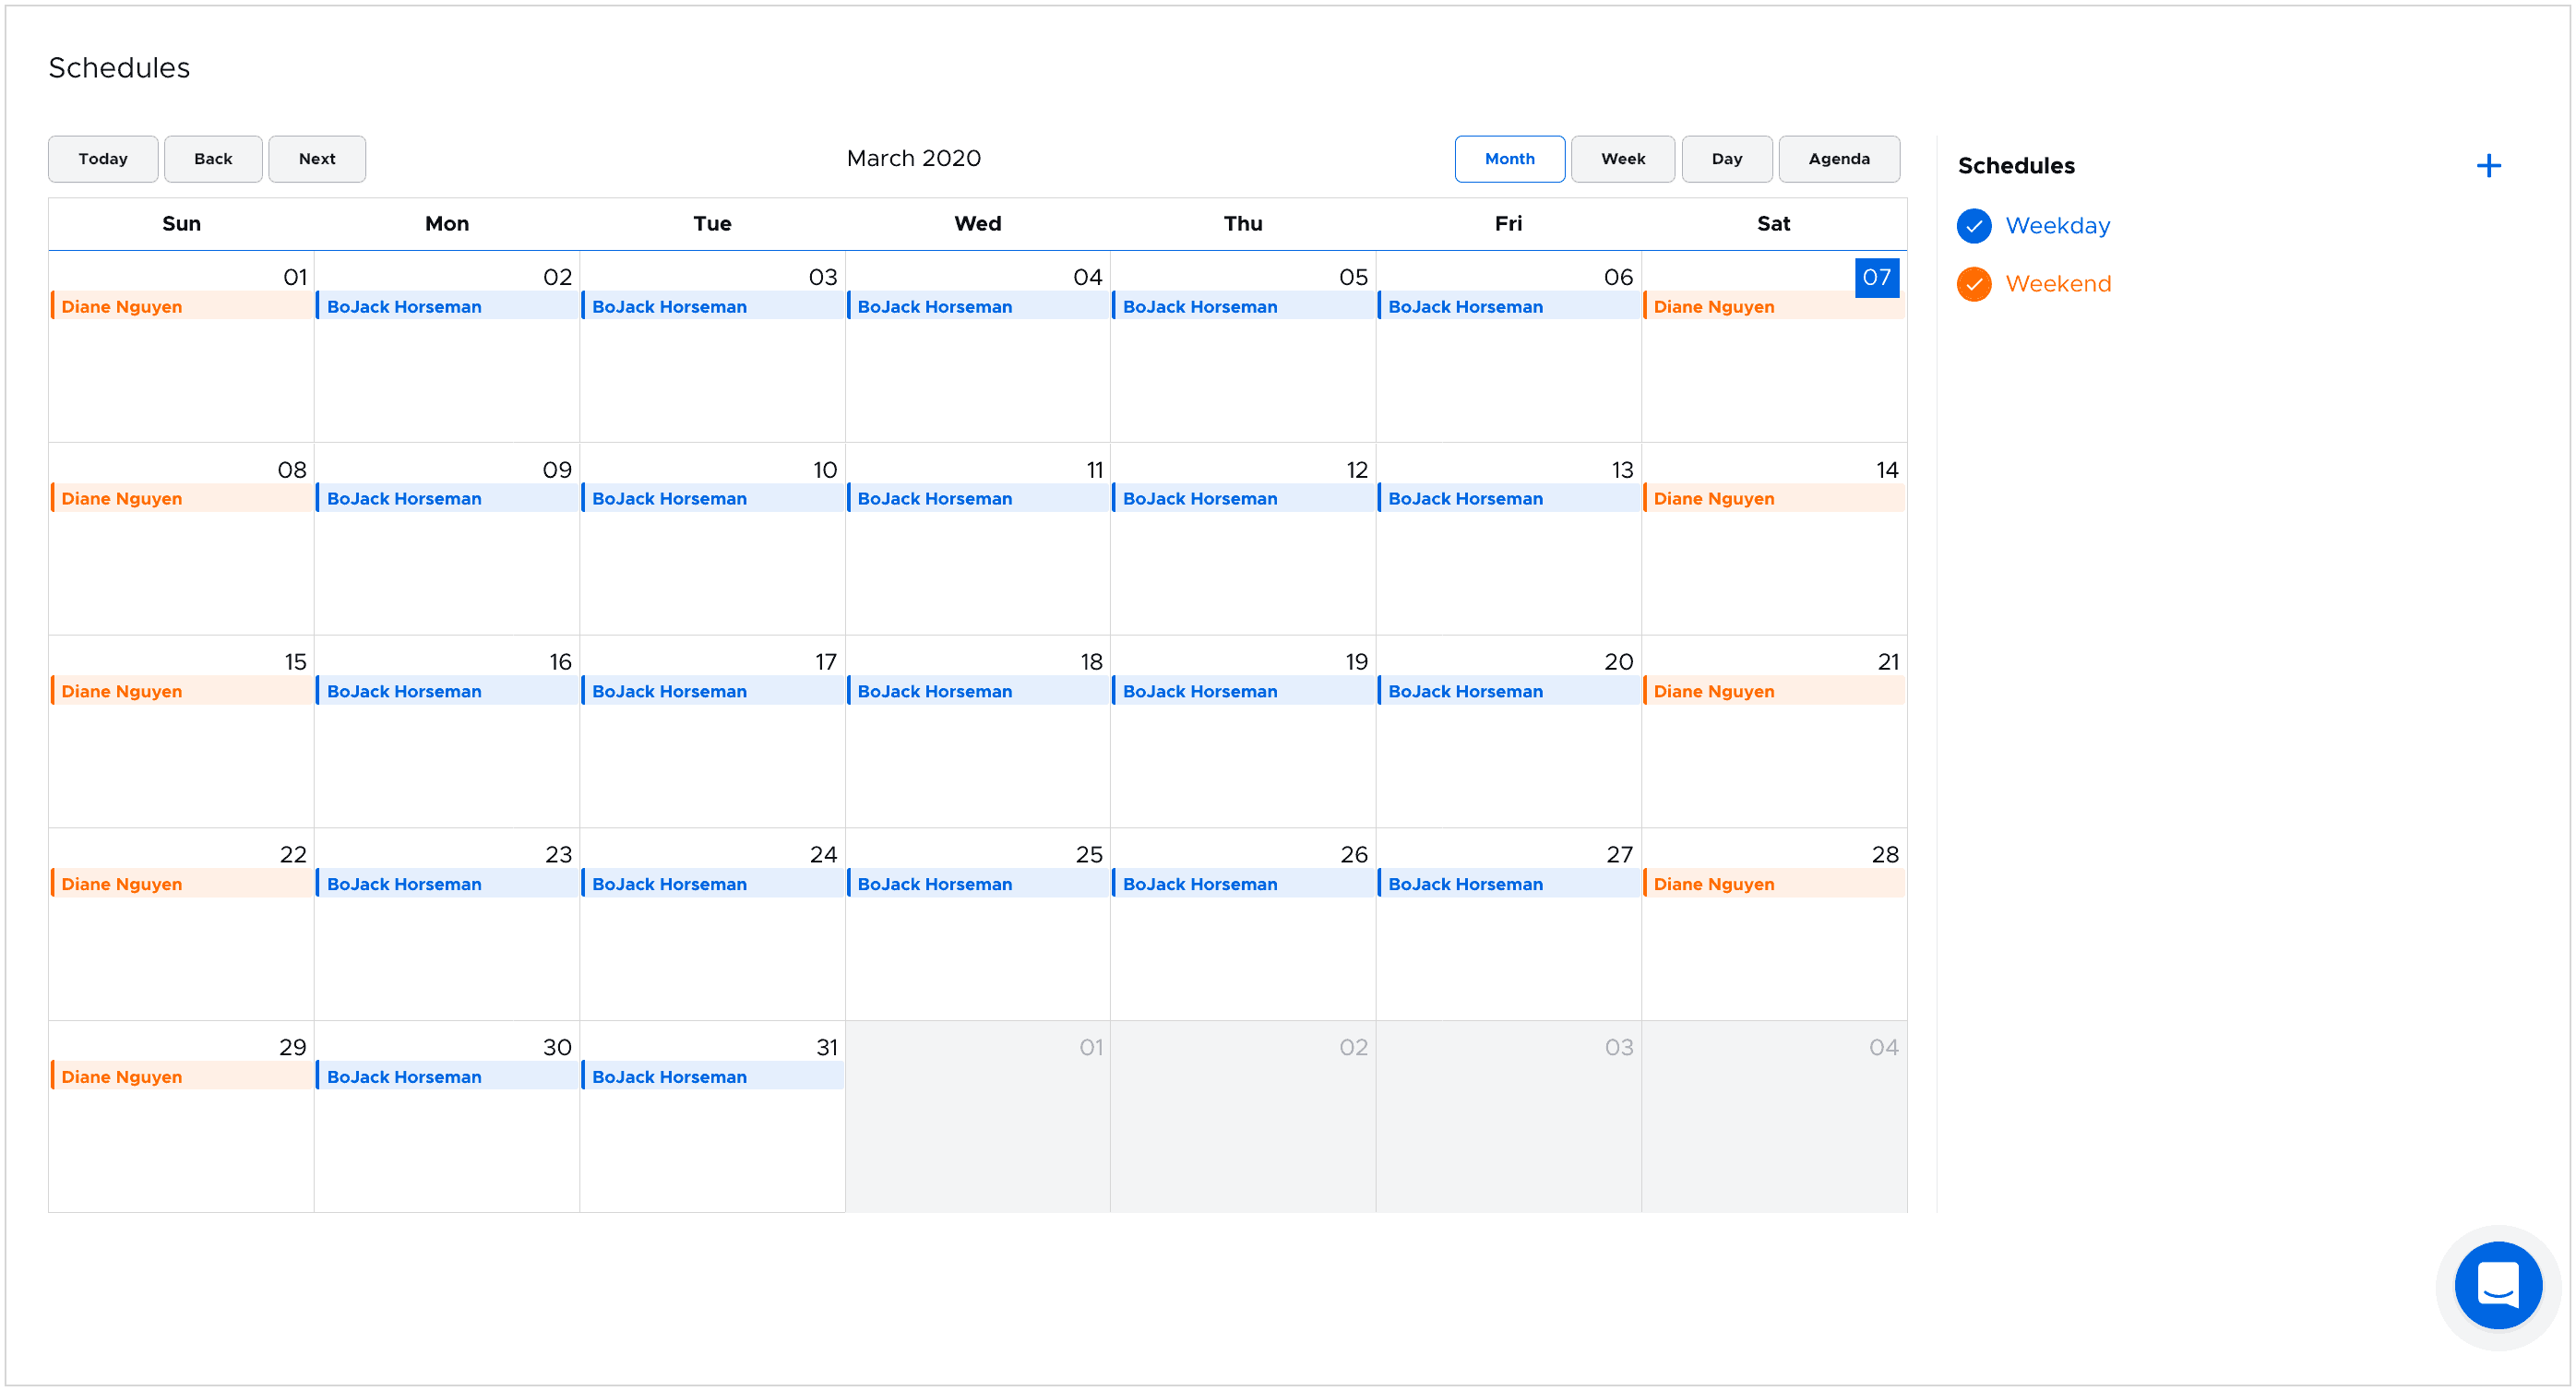 Schedules
Today Back Next March 2020 Month Week Day Agenda
Schedules
Weekday
Weekend
Sun Mon Tue Wed Thu Fri Sat
01 02 03 04 05 06 07
Diane Nguyen BoJack Horseman BoJack Horseman BoJack Horseman BoJack Horseman BoJack Horseman Diane Nguyen
08 09 10 11 12 13 14
Diane Nguyen BoJack Horseman BoJack Horseman BoJack Horseman BoJack Horseman BoJack Horseman Diane Nguyen
15 16 17 18 19 20 21
Diane Nguyen BoJack Horseman BoJack Horseman BoJack Horseman BoJack Horseman BoJack Horseman Diane Nguyen
22 23 24 25 26 27 28
Diane Nguyen BoJack Horseman BoJack Horseman BoJack Horseman BoJack Horseman BoJack Horseman Diane Nguyen
29 30 31 01 02 03 04
Diane Nguyen BoJack Horseman BoJack Horseman